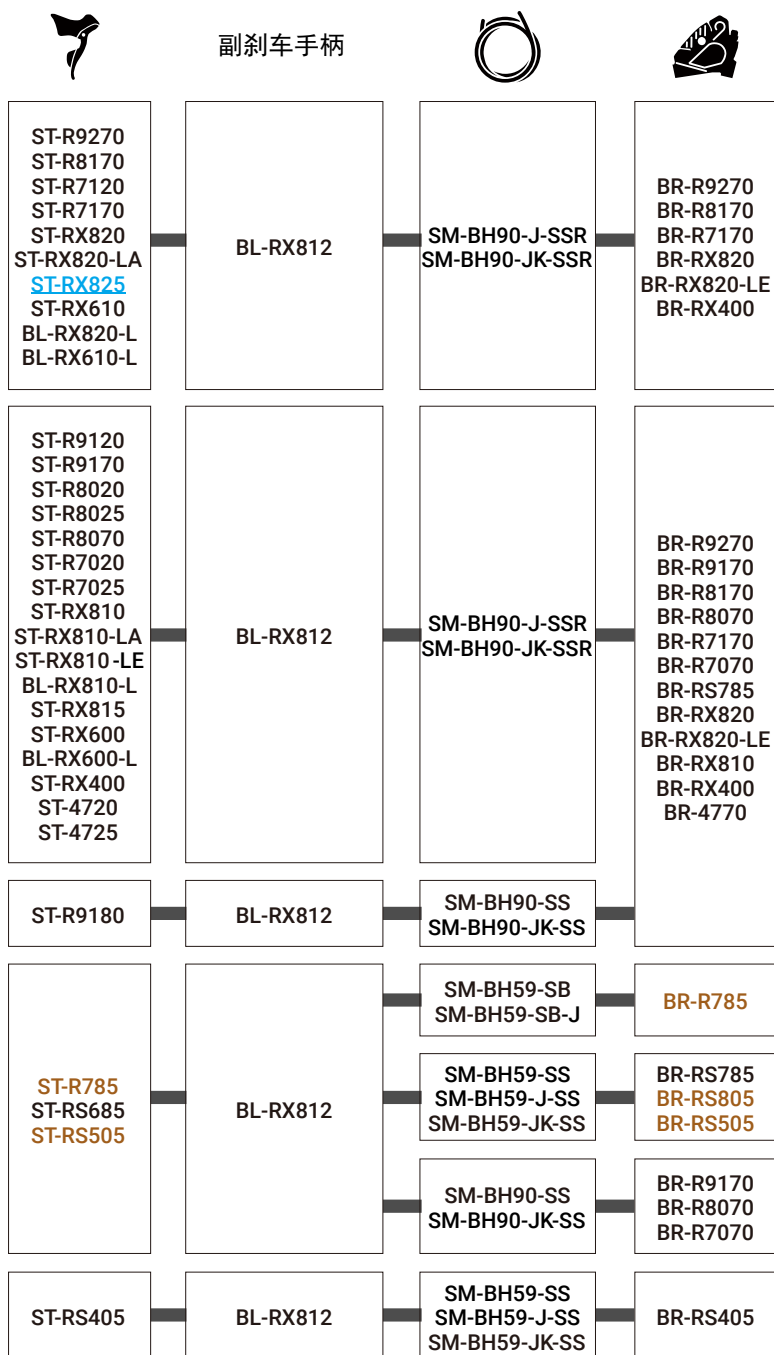 副刹车手柄
ST-R9270
ST-R8170
ST-R7120
ST-R7170
ST-RX820
ST-RX820-LA
ST-RX825
ST-RX610
BL-RX820-L
BL-RX610-L
BL-RX812
SM-BH90-J-SSR
SM-BH90-JK-SSR
BR-R9270
BR-R8170
BR-R7170
BR-RX820
BR-RX820-LE
BR-RX400
ST-R9120
ST-R9170
ST-R8020
ST-R8025
ST-R8070
ST-R7020
ST-R7025
ST-RX810
ST-RX810-LA
ST-RX810-LE
BL-RX810-L
ST-RX815
ST-RX600
BL-RX600-L
ST-RX400
ST-4720
ST-4725
BL-RX812
SM-BH90-J-SSR
SM-BH90-JK-SSR
BR-R9270
BR-R9170
BR-R8170
BR-R8070
BR-R7170
BR-R7070
BR-RS785
BR-RX820
BR-RX820-LE
BR-RX810
BR-RX400
BR-4770
ST-R9180
BL-RX812
SM-BH90-SS
SM-BH90-JK-SS
ST-R785
ST-RS685
ST-RS505
BL-RX812
SM-BH59-SB
SM-BH59-SB-J
BR-R785
SM-BH59-SS
SM-BH59-J-SS
SM-BH59-JK-SS
BR-RS785
BR-RS805
BR-RS505
SM-BH90-SS
SM-BH90-JK-SS
BR-R9170
BR-R8070
BR-R7070
ST-RS405
BL-RX812
SM-BH59-SS
SM-BH59-J-SS
SM-BH59-JK-SS
BR-RS405